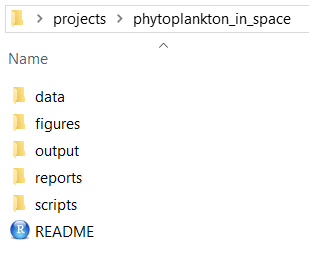 projects phytoplankton_in_space
Name
data
figures
output
reports
scripts
R README